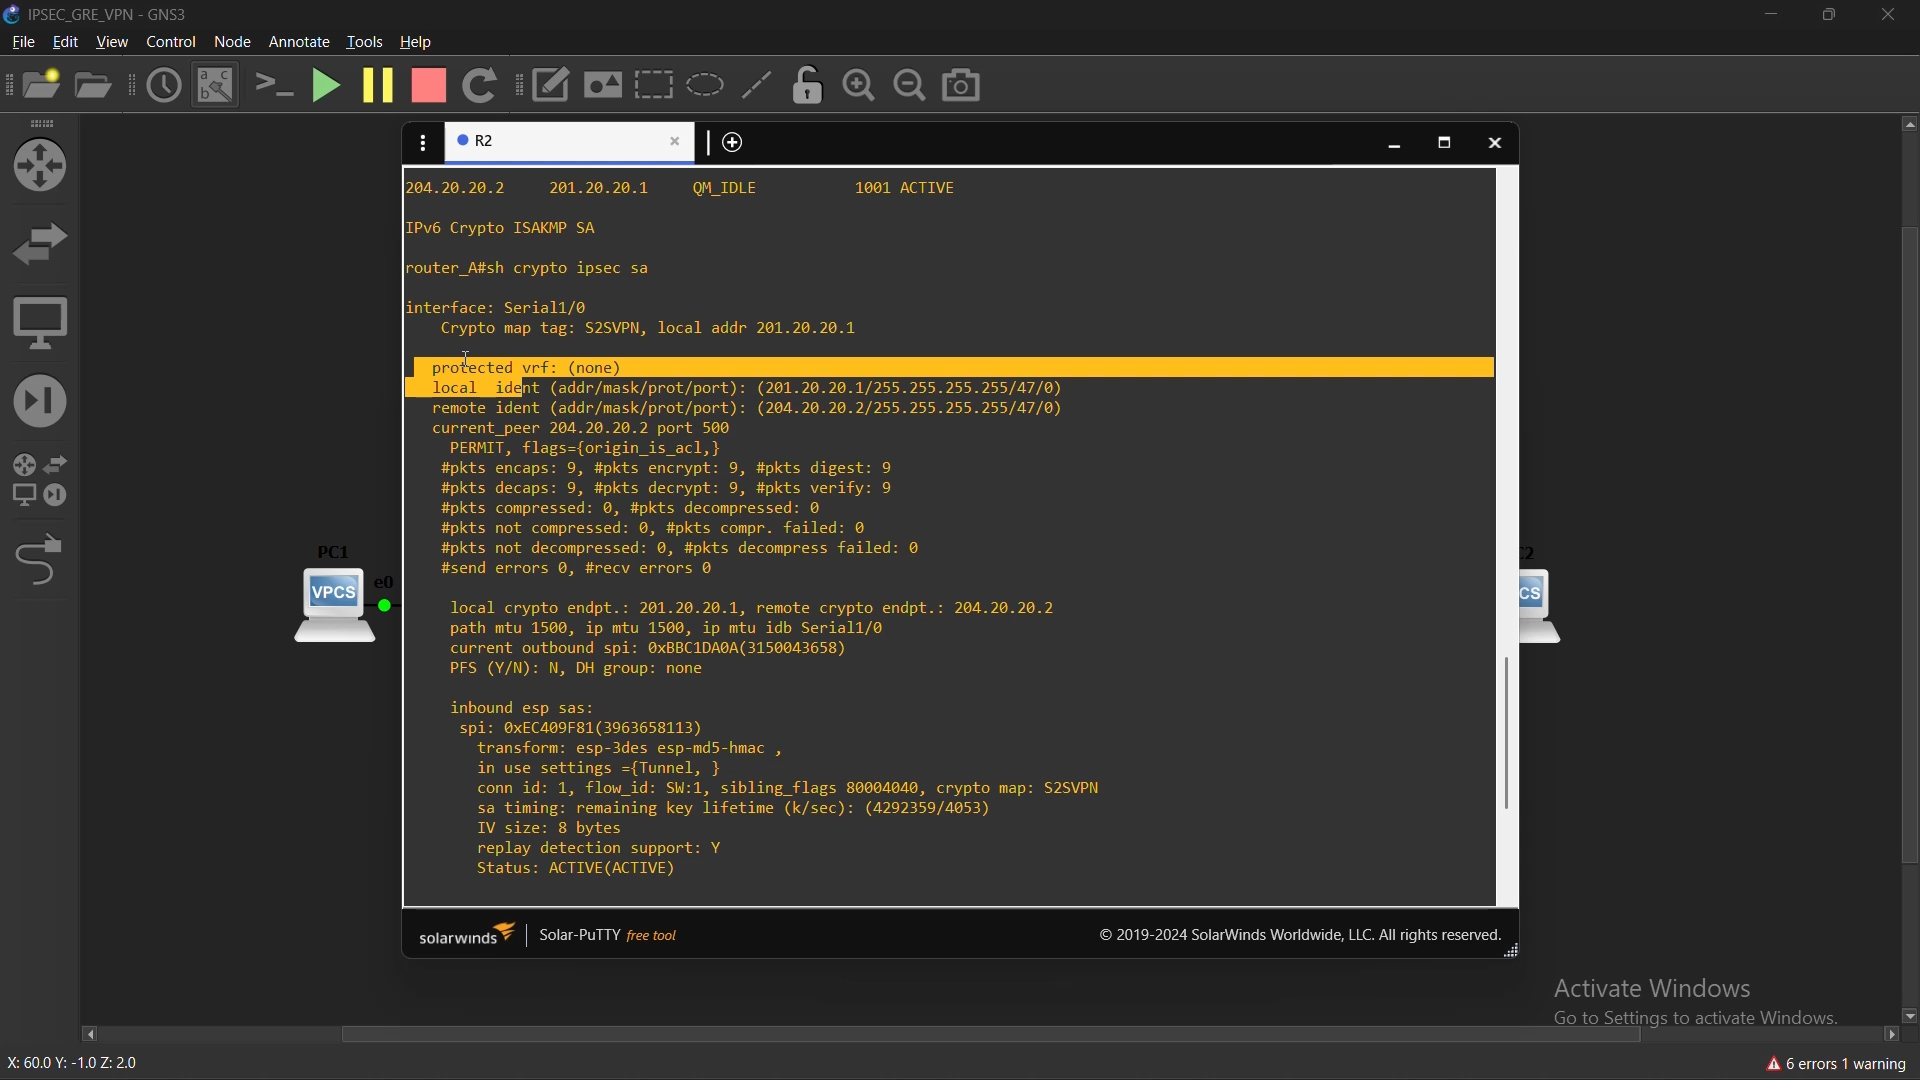 IPSEC_GRE_VPN - GNS3
File Edit View Control Node Annotate Tools Help
R2
204.20.20.2 201.20.20.1 QM_IDLE 1001 ACTIVE
IPv6 Crypto ISAKMP SA
router_A#sh crypto ipsec sa
interface: Serial1/0
Crypto map tag: S2SVPN, local addr 201.20.20.1
protected vrf: (none)
local ident (addr/mask/prot/port): (201.20.20.1/255.255.255.255/47/0)
remote ident (addr/mask/prot/port): (204.20.20.2/255.255.255.255/47/0)
current_peer 204.20.20.2 port 500
PERMIT, flags={origin_is_acl,}
#pkts encaps: 9, #pkts encrypt: 9, #pkts digest: 9
#pkts decaps: 9, #pkts decrypt: 9, #pkts verify: 9
#pkts compressed: 0, #pkts decompressed: 0
#pkts not compressed: 0, #pkts compr. failed: 0
#pkts not decompressed: 0, #pkts decompress failed: 0
#send errors 0, #recv errors 0
local crypto endpt.: 201.20.20.1, remote crypto endpt.: 204.20.20.2
path mtu 1500, ip mtu 1500, ip mtu idb Serial1/0
current outbound spi: 0xBBC1DA0A(3150043658)
PFS (Y/N): N, DH group: none
inbound esp sas:
spi: 0xEC409F81(3963658113)
transform: esp-3des esp-md5-hmac ,
in use settings ={Tunnel, }
conn id: 1, flow_id: SW:1, sibling_flags 80004040, crypto map: S2SVPN
sa timing: remaining key lifetime (k/sec): (4292359/4053)
IV size: 8 bytes
replay detection support: Y
Status: ACTIVE(ACTIVE)
PC1
e0
VPCS
C2
CS
solarwinds Solar-PuTTY free tool © 2019-2024 SolarWinds Worldwide, LLC. All rights reserved.
Activate Windows
Go to Settings to activate Windows.
X: 60.0 Y: -1.0 Z: 2.0
6 errors 1 warning